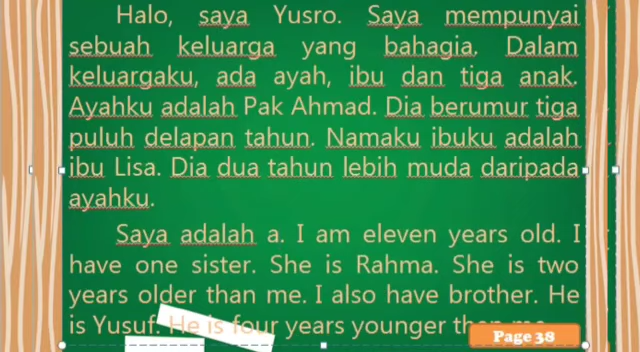 Halo, saya Yusro. Saya mempunyai
sebuah keluarga yang bahagia. Dalam
keluargaku, ada ayah, ibu dan tiga anak.
Ayahku adalah Pak Ahmad. Dia berumur tiga
puluh delapan tahun. Namaku ibuku adalah
ibu Lisa. Dia dua tahun lebih muda daripada
ayahku.
Saya adalah a. I am eleven years old. I
have one sister. She is Rahma. She is two
years older than me. I also have brother. He
is Yusuf. He is four years younger than me.
Page 38